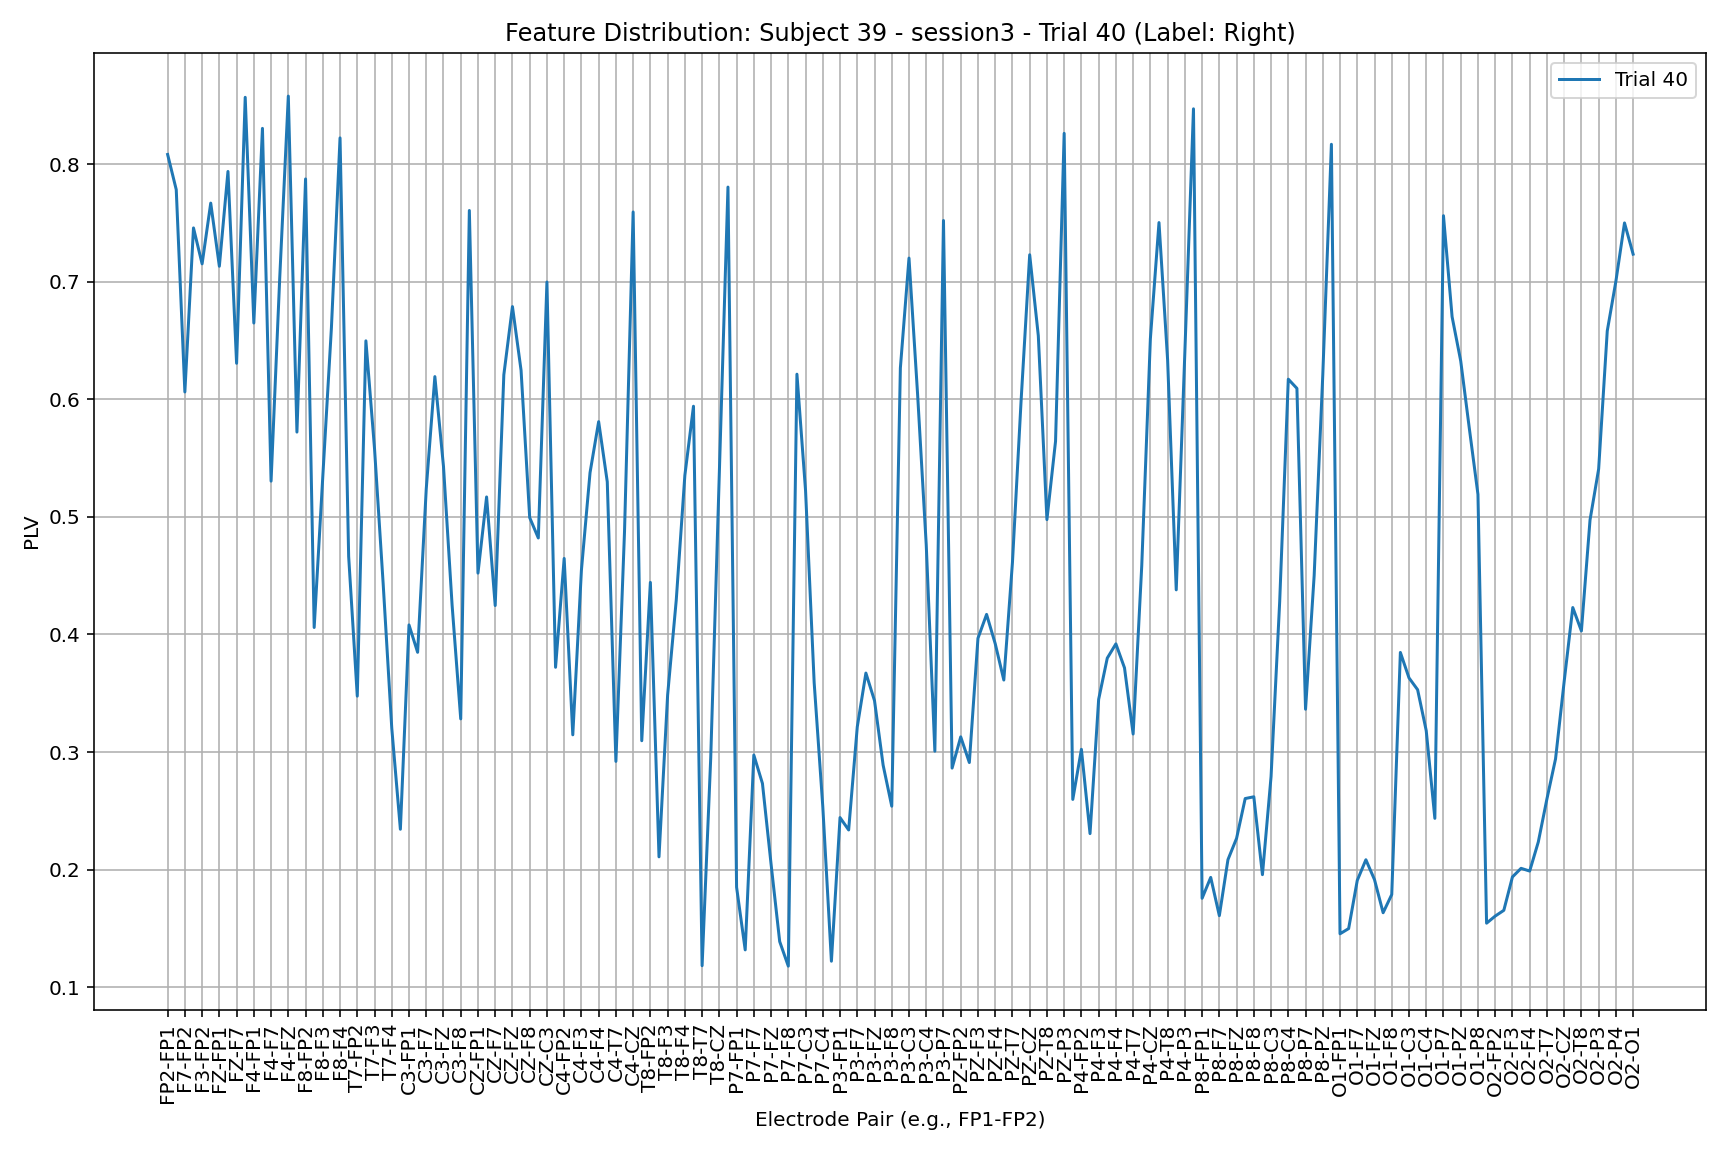 Feature Distribution: Subject 39 - session3 - Trial 40 (Label: Right)
Trial 40
PLV
0.8
0.7
0.6
0.5
0.4
0.3
0.2
0.1
FP2-FP1
F7-FP2
F3-FP2
FZ-FP1
FZ-F7
F4-FP1
F4-F7
F4-FZ
F8-FP2
F8-F3
F8-F4
T7-FP2
T7-F3
T7-F4
C3-FP1
C3-F7
C3-FZ
C3-F8
CZ-FP1
CZ-F7
CZ-FZ
CZ-F8
CZ-C3
C4-FP2
C4-F3
C4-F4
C4-T7
C4-CZ
T8-FP2
T8-F3
T8-F4
T8-T7
T8-CZ
P7-FP1
P7-F7
P7-FZ
P7-F8
P7-C3
P7-C4
P3-FP1
P3-F7
P3-FZ
P3-F8
P3-C3
P3-C4
P3-P7
PZ-FP2
PZ-F3
PZ-F4
PZ-T7
PZ-CZ
PZ-T8
PZ-P3
P4-FP2
P4-F3
P4-F4
P4-T7
P4-CZ
P4-T8
P4-P3
P8-FP1
P8-F7
P8-FZ
P8-F8
P8-C3
P8-C4
P8-P7
P8-PZ
O1-FP1
O1-F7
O1-FZ
O1-F8
O1-C3
O1-C4
O1-P7
O1-PZ
O1-P8
O2-FP2
O2-F3
O2-F4
O2-T7
O2-CZ
O2-T8
O2-P3
O2-P4
O2-O1
Electrode Pair (e.g., FP1-FP2)